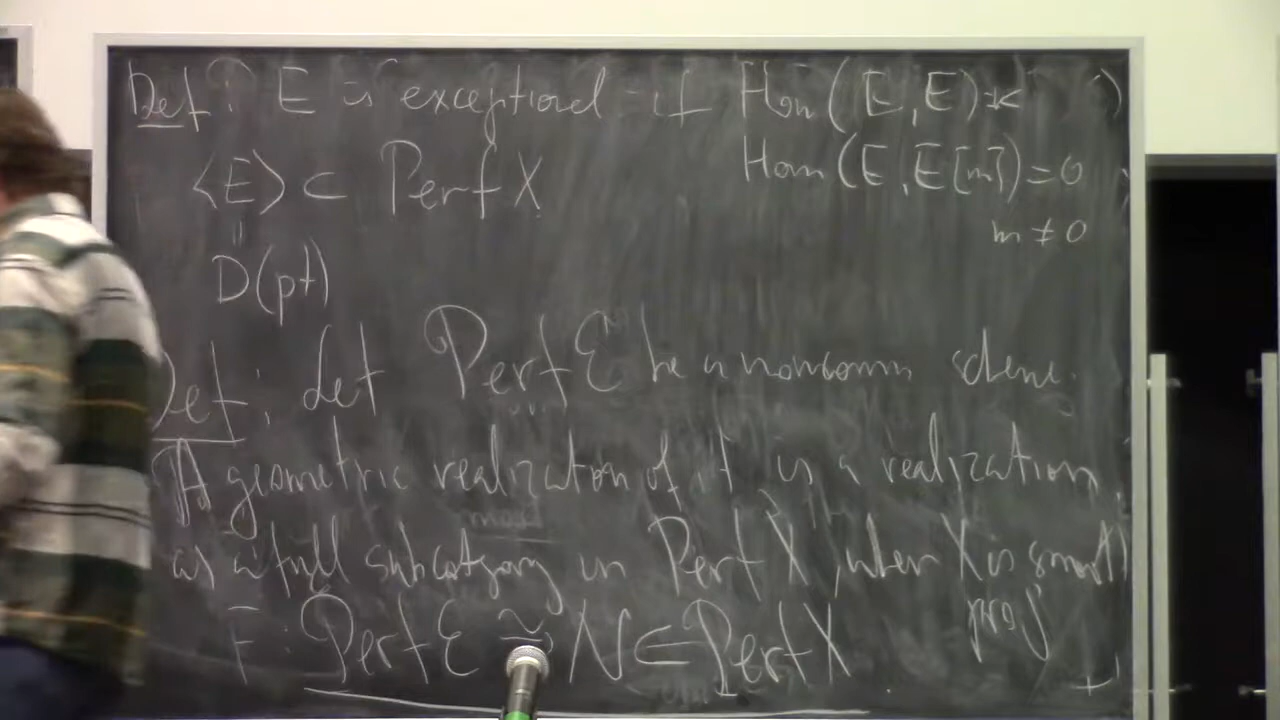 Def : E is exceptional if Hom(E,E)=k )
Hom(E,E[m])=0
m ≠ 0
<E> ⊂ Perf X
=
D(pt)
Def : Let Perf ℰ be a noncomm scheme.
A geometric realization of it is a realization
as a full subcategory in Perf X, where X is smooth
proj
F : Perf ℰ ≅ N ⊂ Perf X